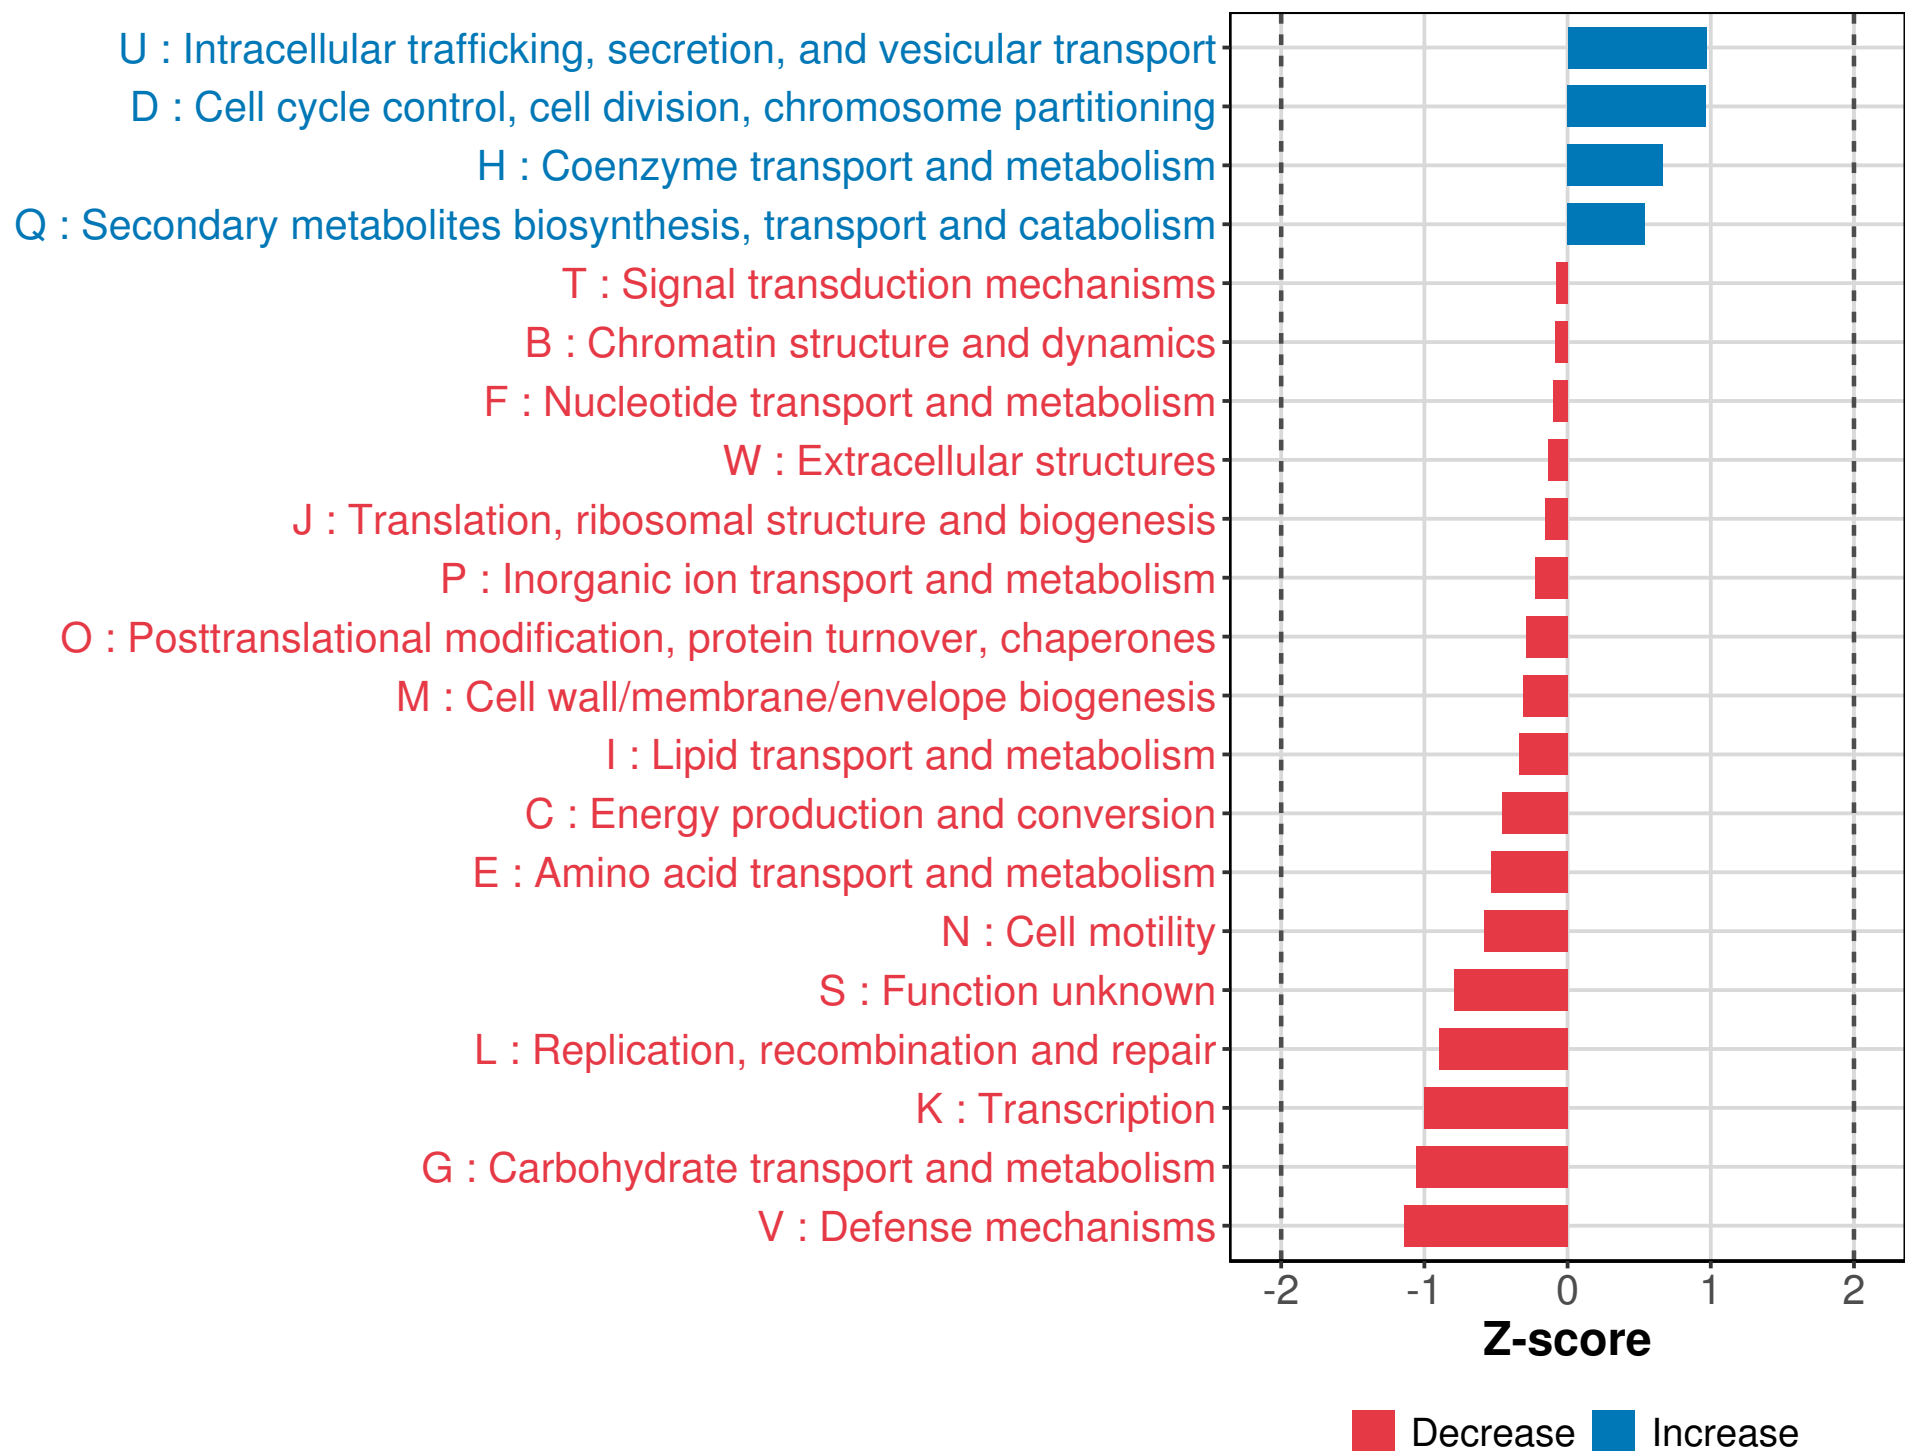 U : Intracellular trafficking, secretion, and vesicular transport
D : Cell cycle control, cell division, chromosome partitioning
H : Coenzyme transport and metabolism
Q : Secondary metabolites biosynthesis, transport and catabolism
T : Signal transduction mechanisms
B : Chromatin structure and dynamics
F : Nucleotide transport and metabolism
W : Extracellular structures
J : Translation, ribosomal structure and biogenesis
P : Inorganic ion transport and metabolism
O : Posttranslational modification, protein turnover, chaperones
M : Cell wall/membrane/envelope biogenesis
I : Lipid transport and metabolism
C : Energy production and conversion
E : Amino acid transport and metabolism
N : Cell motility
S : Function unknown
L : Replication, recombination and repair
K : Transcription
G : Carbohydrate transport and metabolism
V : Defense mechanisms
-2 -1 0 1 2
Z-score
Decrease Increase